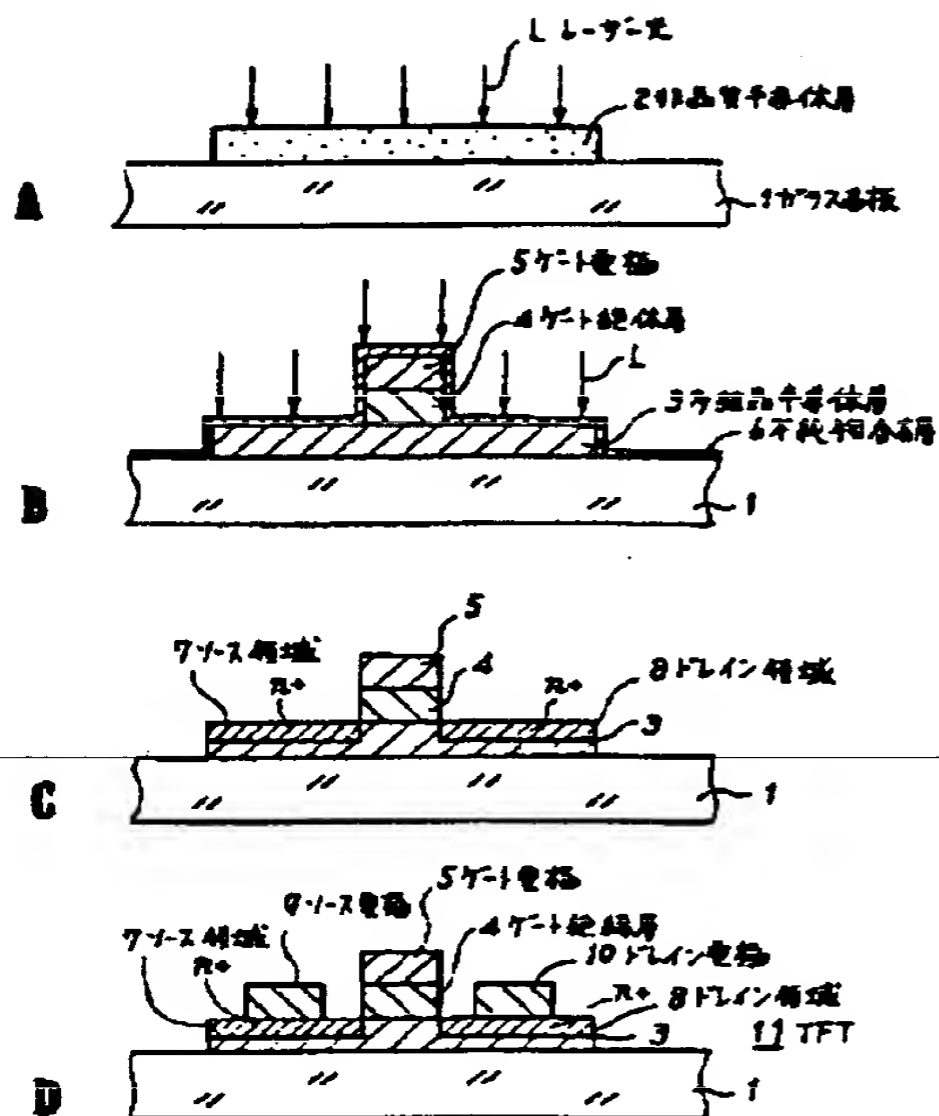 L レーザー光
2非晶質半導体層
1ガラス基板
A
5ゲート電極
4ゲート絶体層
L
3多結晶半導体層
6不純物含有層
B
1
5
7ソース領域
4
n+
n+
8ドレイン領域
3
C
1
5ゲート電極
9ソース電極
4ゲート絶縁層
7ソース領域
10ドレイン電極
n+
n+
8ドレイン領域
3
11 TFT
D
1